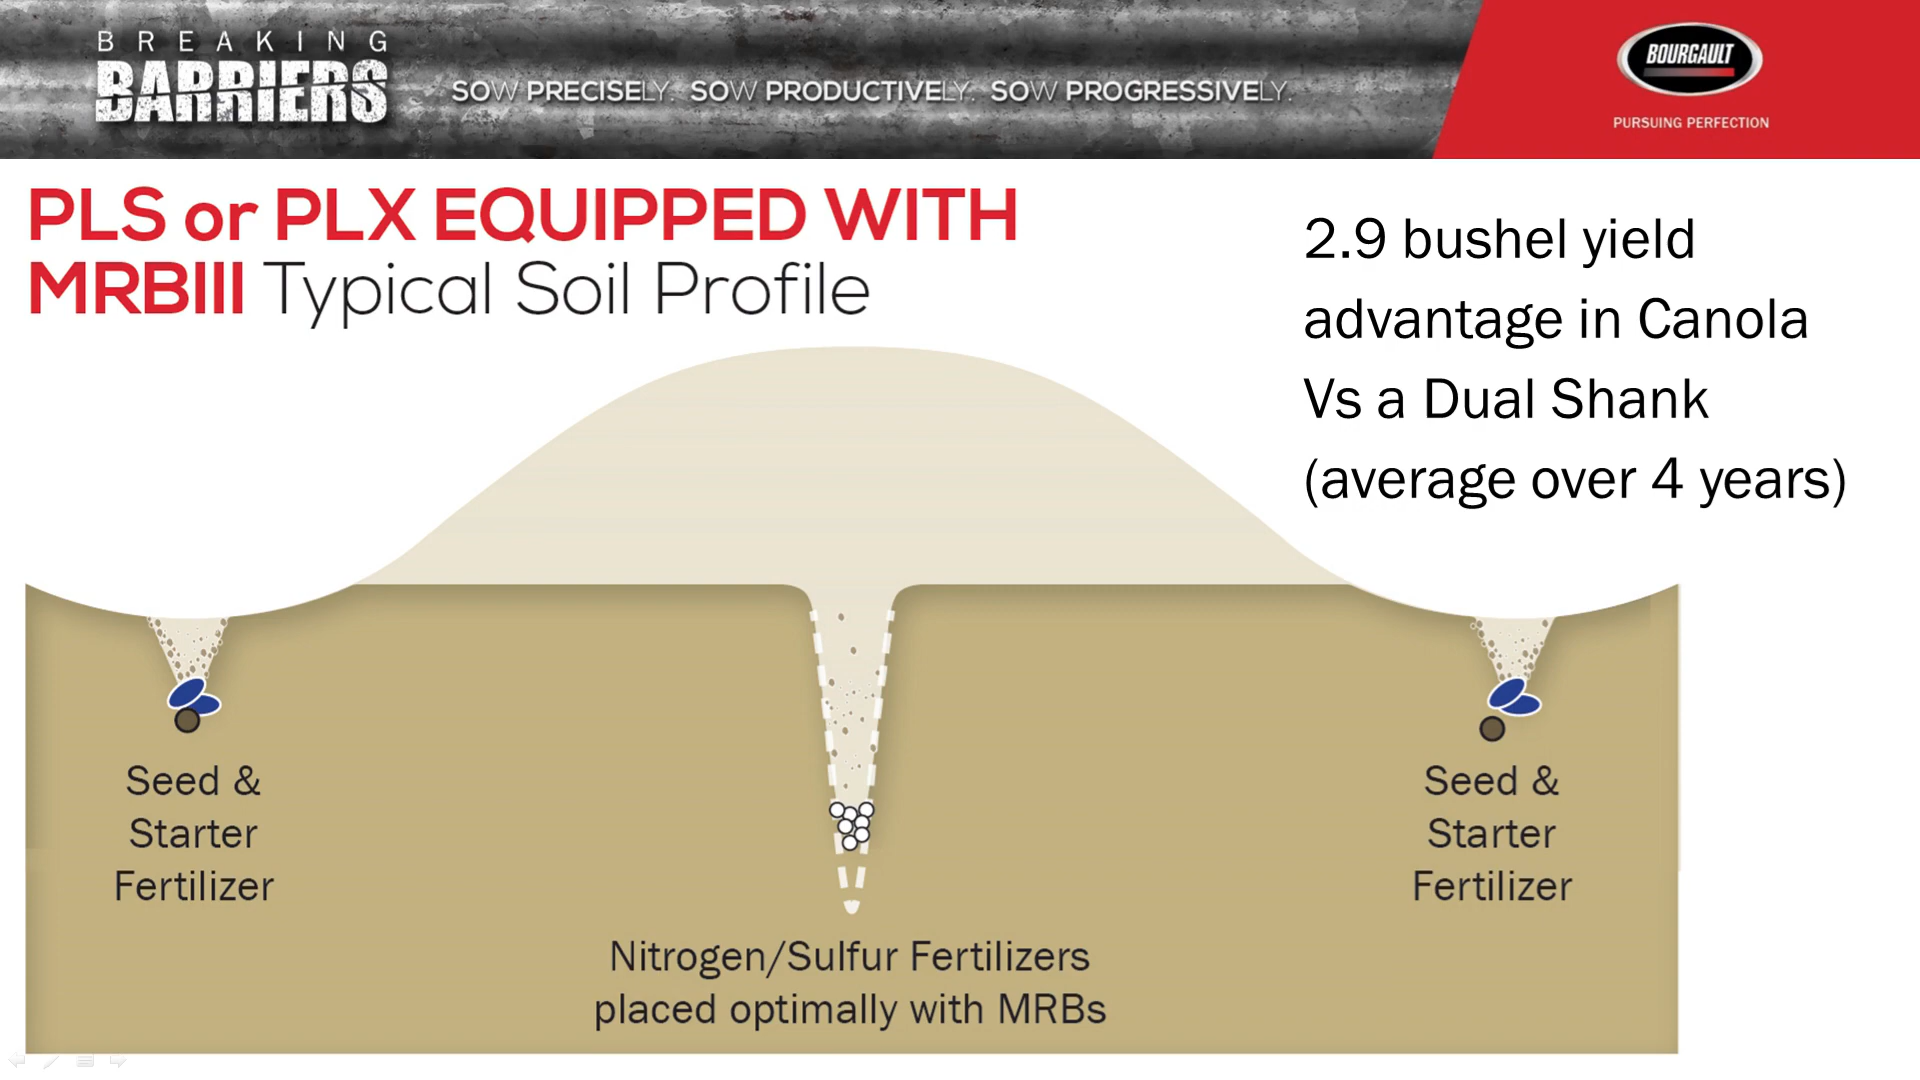 BREAKING
BARRIERS
SOW PRECISELY. SOW PRODUCTIVELY. SOW PROGRESSIVELY.
BOURGAULT
PURSUING PERFECTION
PLS or PLX EQUIPPED WITH
MRBIII Typical Soil Profile
2.9 bushel yield
advantage in Canola
Vs a Dual Shank
(average over 4 years)
Seed &
Starter
Fertilizer
Seed &
Starter
Fertilizer
Nitrogen/Sulfur Fertilizers
placed optimally with MRBs